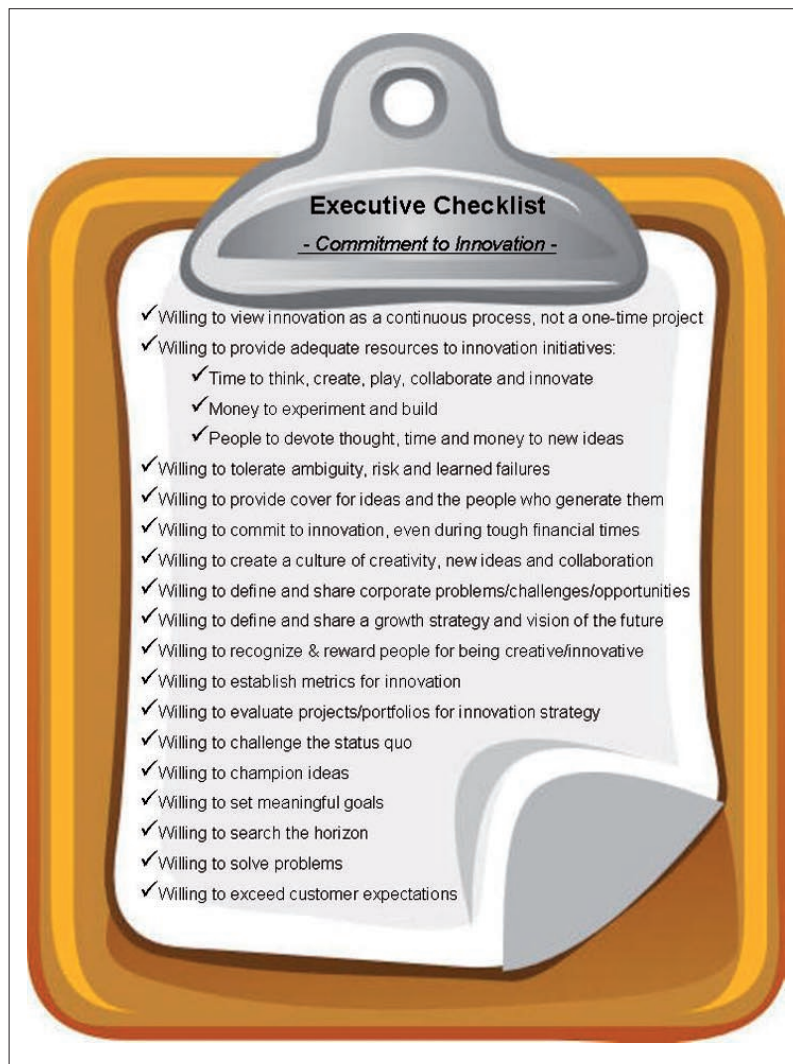 Executive Checklist
- Commitment to Innovation -
✓Willing to view innovation as a continuous process, not a one-time project
✓Willing to provide adequate resources to innovation initiatives:
✓Time to think, create, play, collaborate and innovate
✓Money to experiment and build
✓People to devote thought, time and money to new ideas
✓Willing to tolerate ambiguity, risk and learned failures
✓Willing to provide cover for ideas and the people who generate them
✓Willing to commit to innovation, even during tough financial times
✓Willing to create a culture of creativity, new ideas and collaboration
✓Willing to define and share corporate problems/challenges/opportunities
✓Willing to define and share a growth strategy and vision of the future
✓Willing to recognize & reward people for being creative/innovative
✓Willing to establish metrics for innovation
✓Willing to evaluate projects/portfolios for innovation strategy
✓Willing to challenge the status quo
✓Willing to champion ideas
✓Willing to set meaningful goals
✓Willing to search the horizon
✓Willing to solve problems
✓Willing to exceed customer expectations